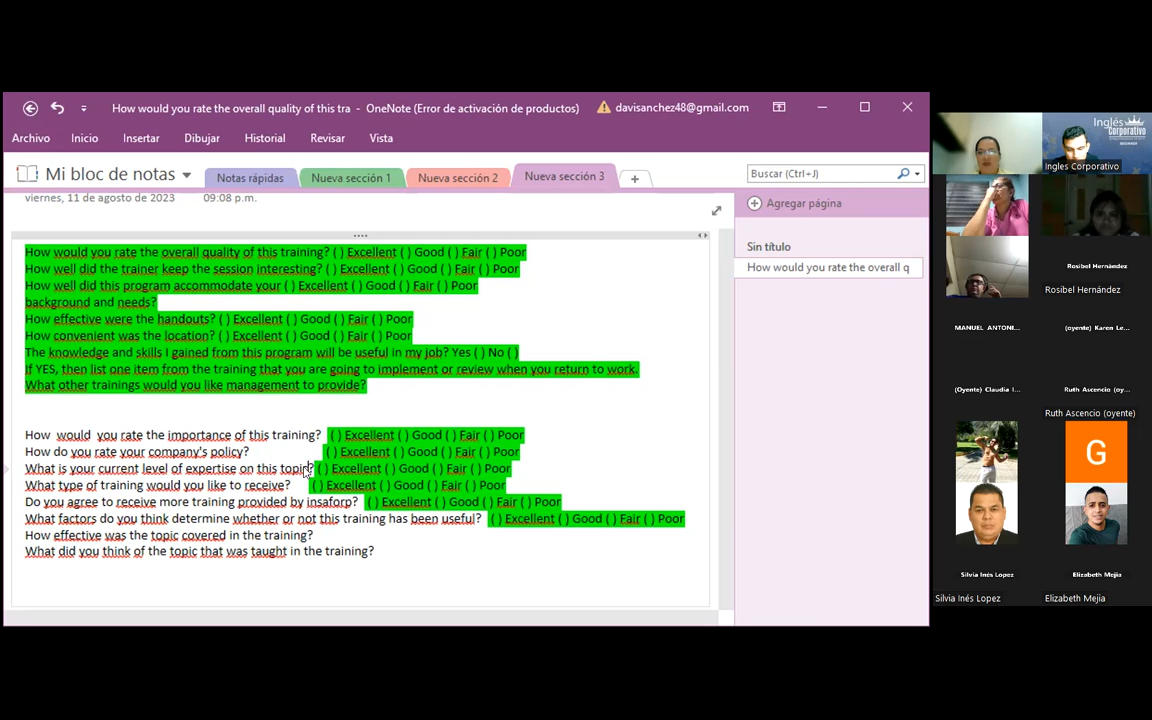 How would you rate the overall quality of this tra - OneNote (Error de activación de productos)
davisanchez48@gmail.com
Archivo Inicio Insertar Dibujar Historial Revisar Vista
Mi bloc de notas
Notas rápidas
Nueva sección 1
Nueva sección 2
Nueva sección 3
+
Buscar (Ctrl+J)
viernes, 11 de agosto de 2023 09:08 p. m.
Agregar página
Sin título
How would you rate the overall q
How would you rate the overall quality of this training? ( ) Excellent ( ) Good ( ) Fair ( ) Poor
How well did the trainer keep the session interesting? ( ) Excellent ( ) Good ( ) Fair ( ) Poor
How well did this program accommodate your ( ) Excellent ( ) Good ( ) Fair ( ) Poor
background and needs?
How effective were the handouts? ( ) Excellent ( ) Good ( ) Fair ( ) Poor
How convenient was the location? ( ) Excellent ( ) Good ( ) Fair ( ) Poor
The knowledge and skills I gained from this program will be useful in my job? Yes ( ) No ( )
If YES, then list one item from the training that you are going to implement or review when you return to work.
What other trainings would you like management to provide?
How would you rate the importance of this training? ( ) Excellent ( ) Good ( ) Fair ( ) Poor
How do you rate your company's policy? ( ) Excellent ( ) Good ( ) Fair ( ) Poor
What is your current level of expertise on this topic? ( ) Excellent ( ) Good ( ) Fair ( ) Poor
What type of training would you like to receive? ( ) Excellent ( ) Good ( ) Fair ( ) Poor
Do you agree to receive more training provided by insaforp? ( ) Excellent ( ) Good ( ) Fair ( ) Poor
What factors do you think determine whether or not this training has been useful? ( ) Excellent ( ) Good ( ) Fair ( ) Poor
How effective was the topic covered in the training?
What did you think of the topic that was taught in the training?
Inglés
Corporativo
Ingles Corporativo
Rosibel Hernàndez
Rosibel Hernández
MANUEL ANTONI...
(oyente) Karen Le...
(Oyente) Claudia I...
Ruth Ascencio (oy...
Ruth Ascencio (oyente)
G
Silvia Inés Lopez
Elizabeth Mejia
Silvia Inés Lopez
Elizabeth Mejia